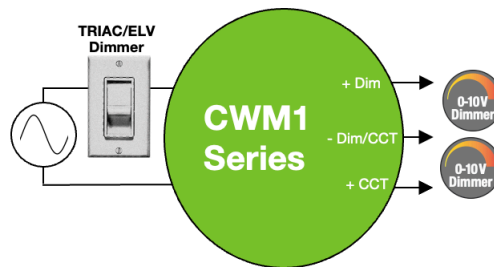 TRIAC/ELV
Dimmer
CWM1
Series
+ Dim
- Dim/CCT
+ CCT
0-10V
Dimmer
0-10V
Dimmer